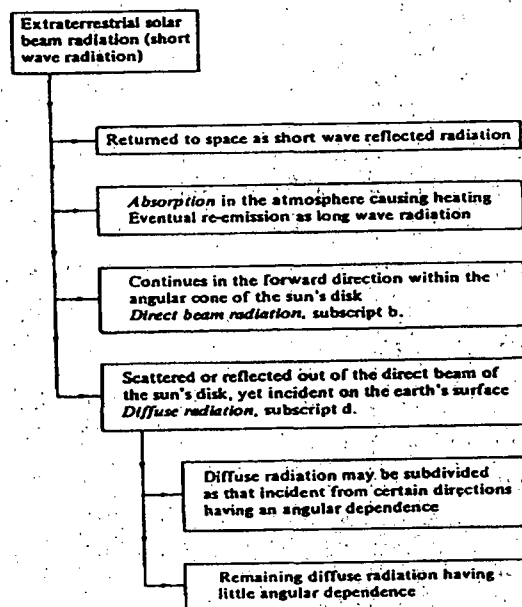 Extraterrestrial solar
beam radiation (short
wave radiation)
Returned to space as short wave reflected radiation
Absorption in the atmosphere causing heating
Eventual re-emission as long wave radiation
Continues in the forward direction within the
angular cone of the sun's disk
Direct beam radiation, subscript b.
Scattered or reflected out of the direct beam of
the sun's disk, yet incident on the earth's surface
Diffuse radiation, subscript d.
Diffuse radiation may be subdivided
as that incident from certain directions
having an angular dependence
Remaining diffuse radiation having
little angular dependence